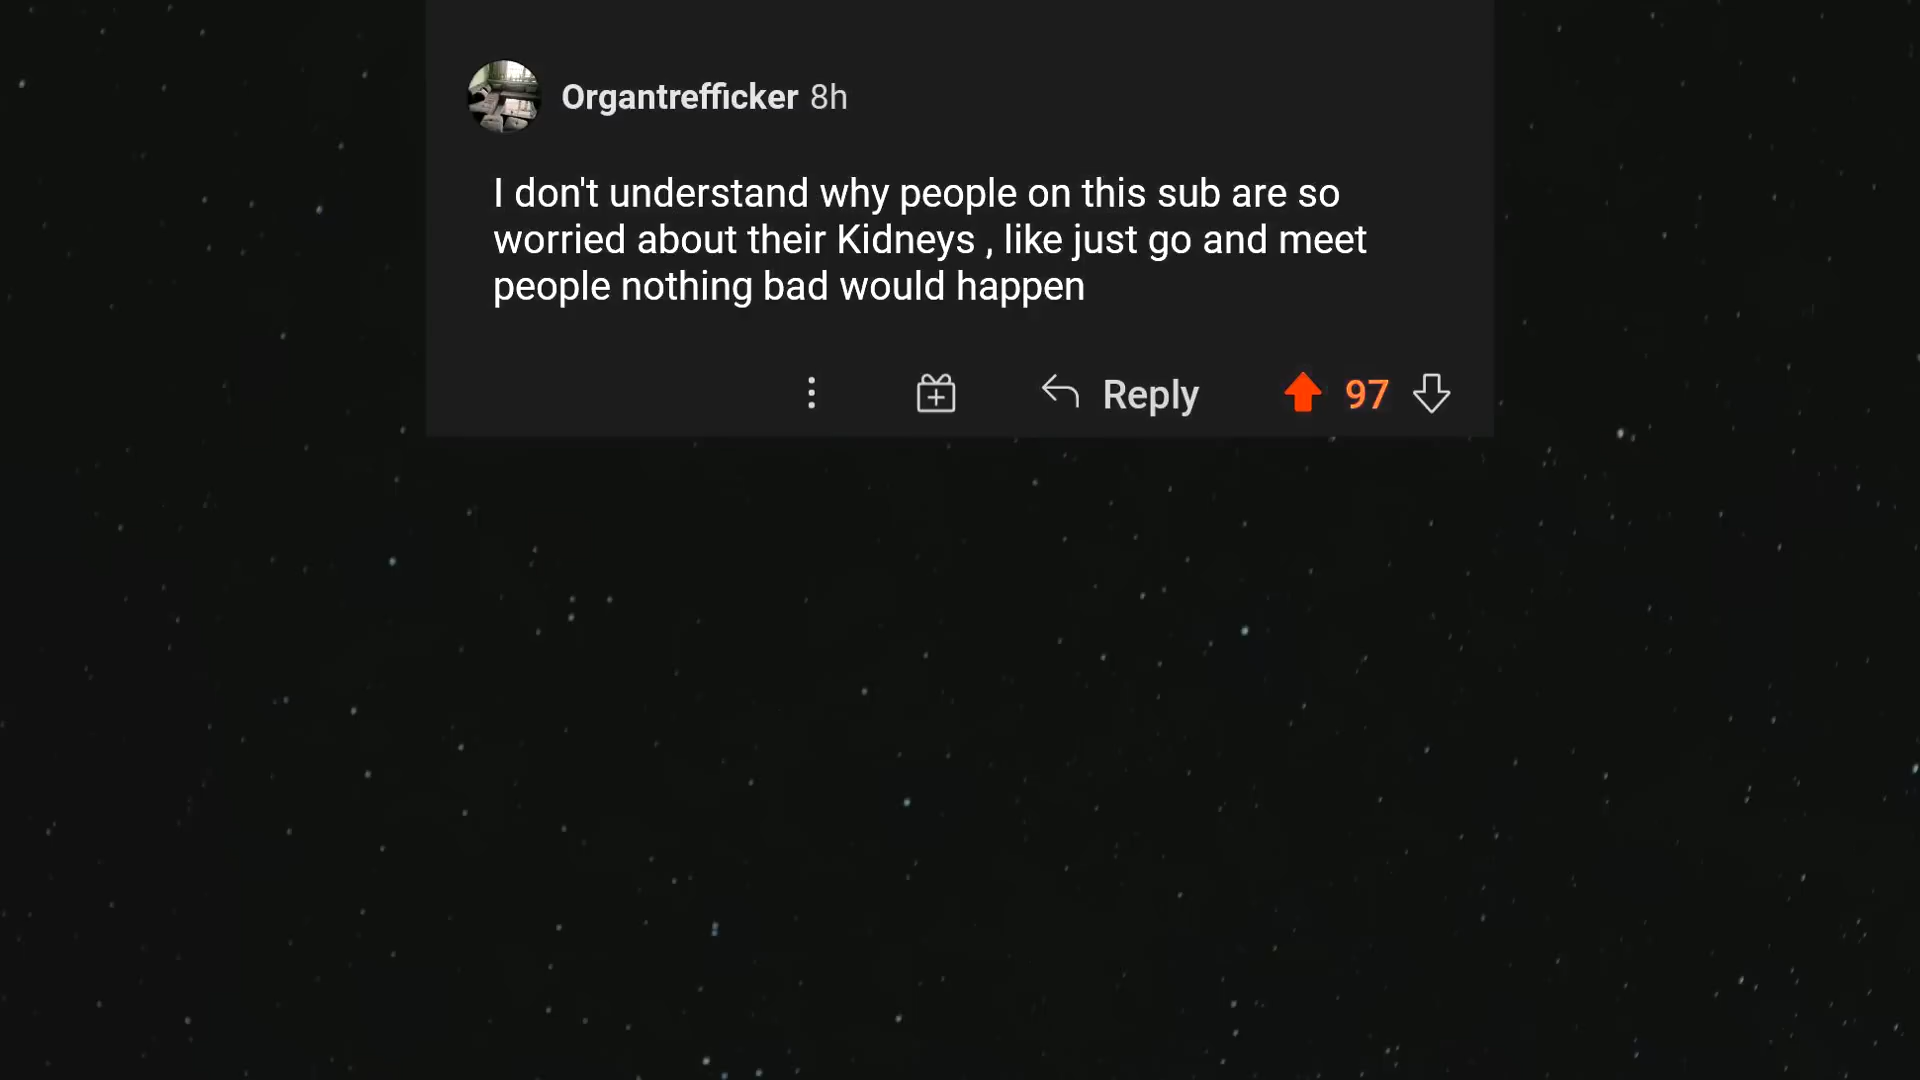 Organtrefficker 8h
I don't understand why people on this sub are so
worried about their Kidneys , like just go and meet
people nothing bad would happen
Reply 97